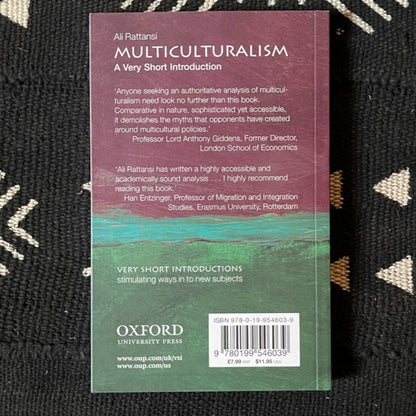 Ali Rattansi
MULTICULTURALISM
A Very Short Introduction
'Anyone seeking an authoritative analysis of multicul-
turalism need look no further than this book.
Comparative in nature, sophisticated yet accessible,
it demolishes the myths that opponents have created
around multicultural policies.'
Professor Lord Anthony Giddens, Former Director,
London School of Economics
'Ali Rattansi has written a highly accessible and
academically sound analysis . . . I highly recommend
reading this book.'
Han Entzinger, Professor of Migration and Integration
Studies, Erasmus University, Rotterdam
VERY SHORT INTRODUCTIONS
stimulating ways in to new subjects
OXFORD
UNIVERSITY PRESS
www.oup.com/uk/vsi
www.oup.com/us
ISBN 978-0-19-954603-9
9 780199 546039
£7.99 RRP $11.95 USA